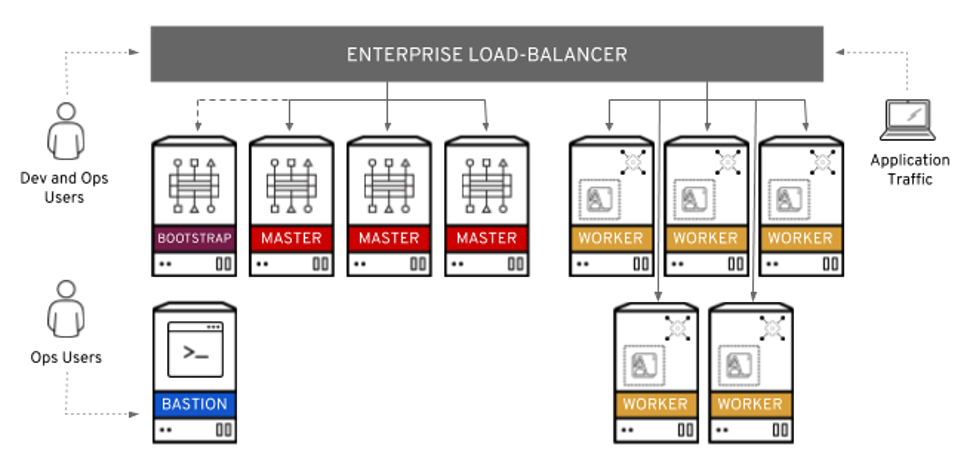 ENTERPRISE LOAD-BALANCER
Dev and Ops
Users
Application
Traffic
BOOTSTRAP
MASTER
MASTER
MASTER
WORKER
WORKER
WORKER
Ops Users
>_
BASTION
WORKER
WORKER